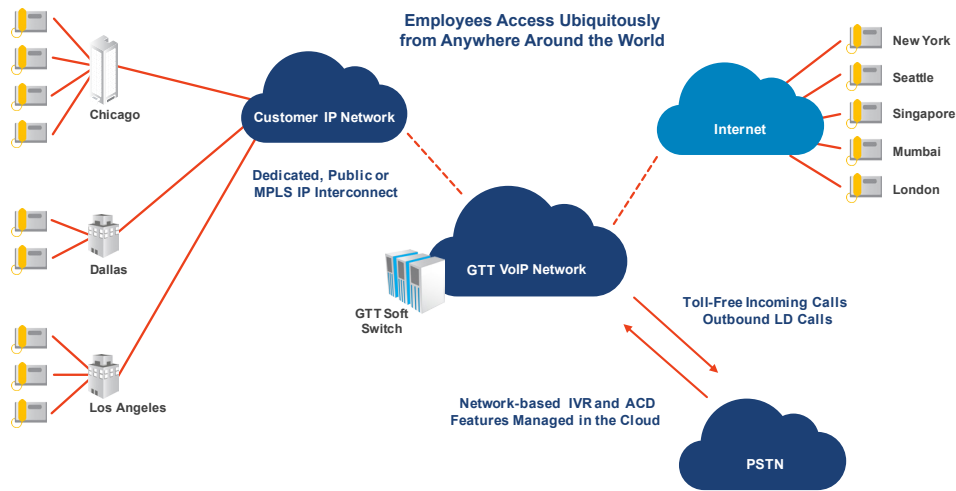 Employees Access Ubiquitously
from Anywhere Around the World
New York
Seattle
Singapore
Mumbai
London
Internet
Chicago
Customer IP Network
Dedicated, Public or
MPLS IP Interconnect
Dallas
GTT VoIP Network
GTT Soft
Switch
Toll-Free Incoming Calls
Outbound LD Calls
Los Angeles
Network-based IVR and ACD
Features Managed in the Cloud
PSTN